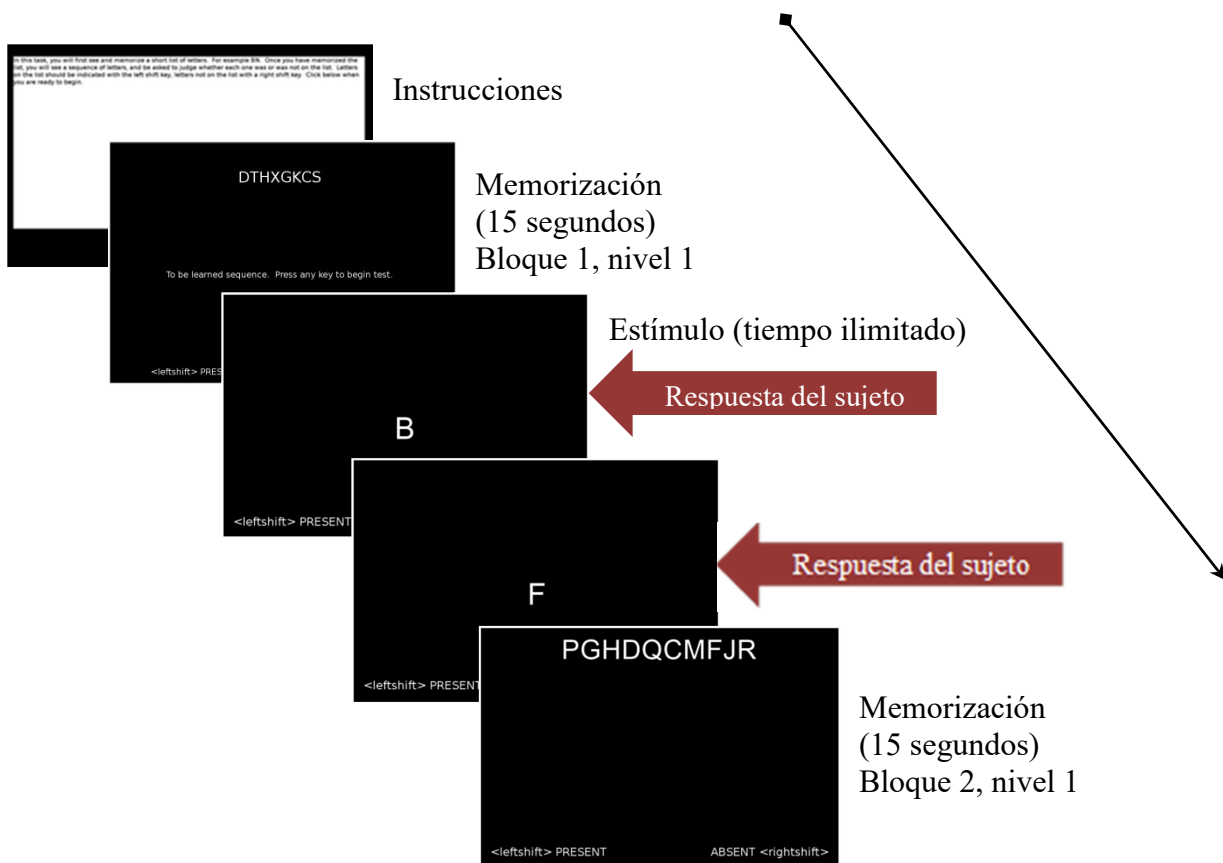 In this task, you will first see and memorize a short list of letters. For example BN. Once you have memorized the
list, you will see a sequence of letters, and be asked to judge whether each one was or was not on the list. Letters
on the list should be indicated with the left shift key, letters not on the list with a right shift key. Click below when
you are ready to begin.
Instrucciones
DTHXGKCS
To be learned sequence. Press any key to begin test.
<leftshift> PRES
Memorización
(15 segundos)
Bloque 1, nivel 1
Estímulo (tiempo ilimitado)
Respuesta del sujeto
B
<leftshift> PRESENT
Respuesta del sujeto
F
<leftshift> PRESENT
PGHDQCMFJR
Memorización
(15 segundos)
Bloque 2, nivel 1
<leftshift> PRESENT ABSENT <rightshift>